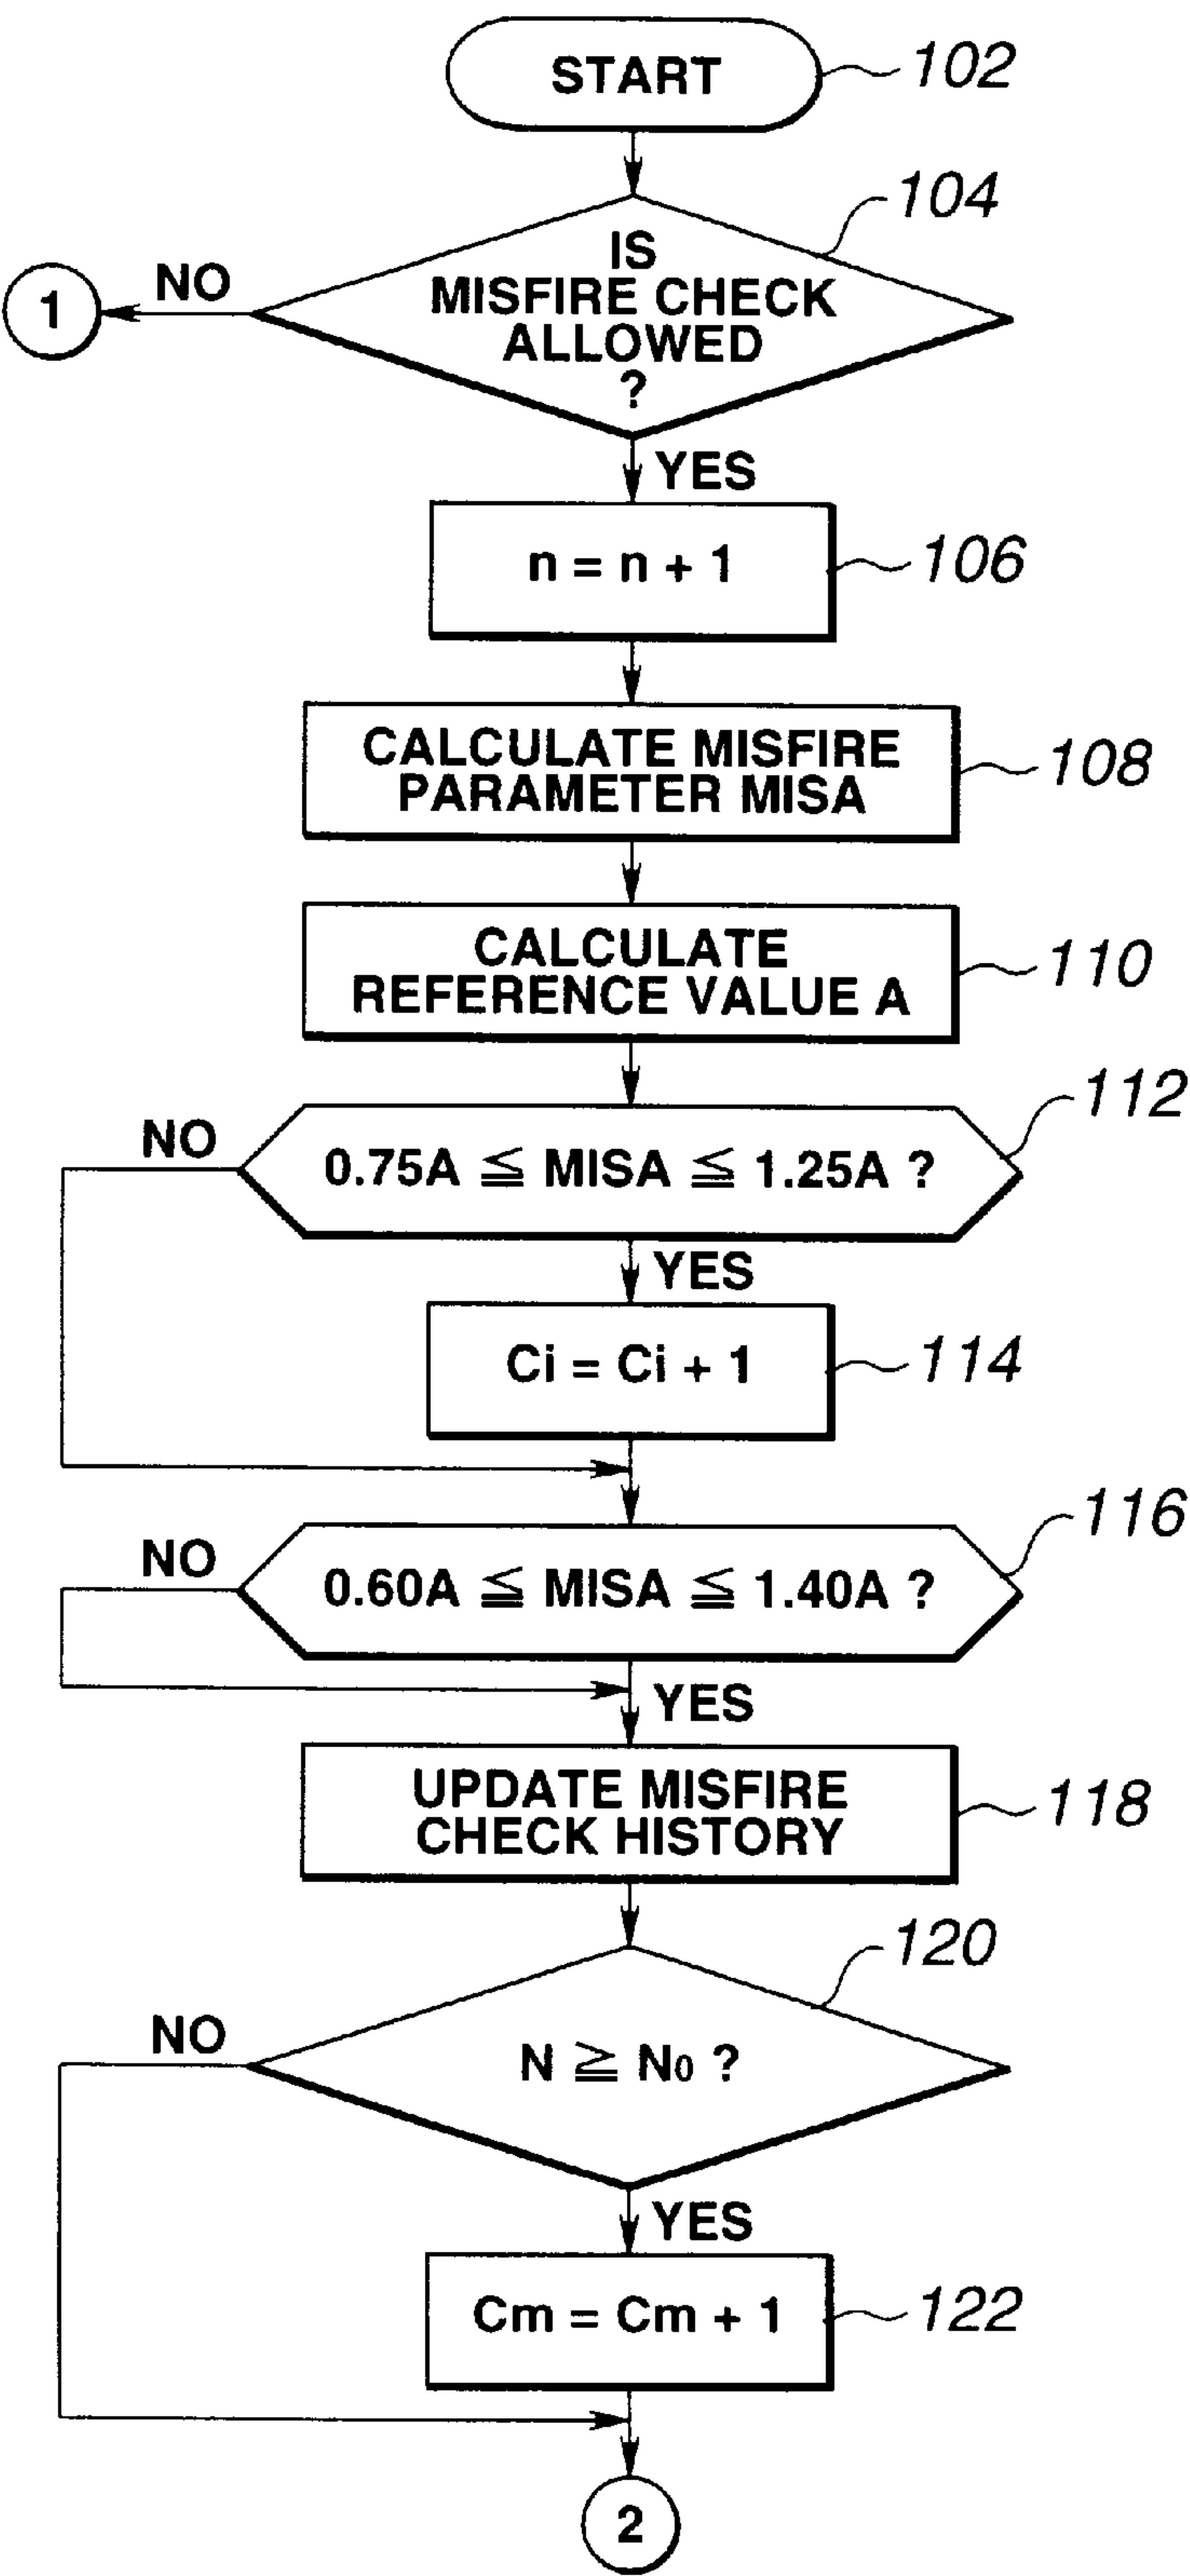 START
102
104
IS
MISFIRE CHECK
ALLOWED
?
NO
1
YES
n = n + 1
106
CALCULATE MISFIRE
PARAMETER MISA
108
CALCULATE
REFERENCE VALUE A
110
112
NO
0.75A ≦ MISA ≦ 1.25A ?
YES
Ci = Ci + 1
114
116
NO
0.60A ≦ MISA ≦ 1.40A ?
YES
UPDATE MISFIRE
CHECK HISTORY
118
120
NO
N ≧ N₀ ?
YES
Cm = Cm + 1
122
2